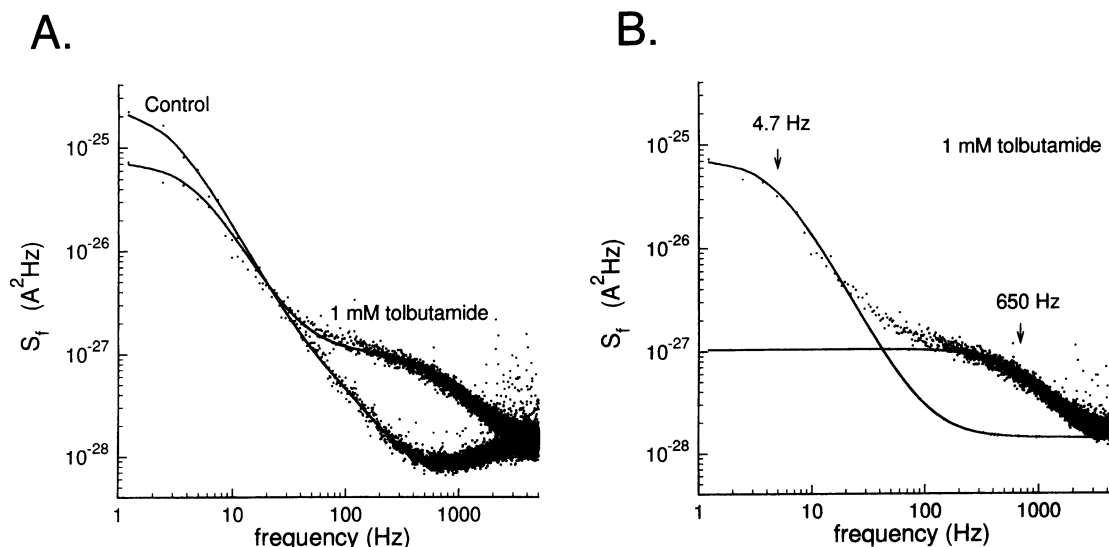 A.
Control
1 mM tolbutamide
S_f (A²Hz)
10⁻²⁵
10⁻²⁶
10⁻²⁷
10⁻²⁸
1 10 100 1000
frequency (Hz)
B.
4.7 Hz
1 mM tolbutamide
650 Hz
S_f (A²Hz)
10⁻²⁵
10⁻²⁶
10⁻²⁷
10⁻²⁸
1 10 100 1000
frequency (Hz)